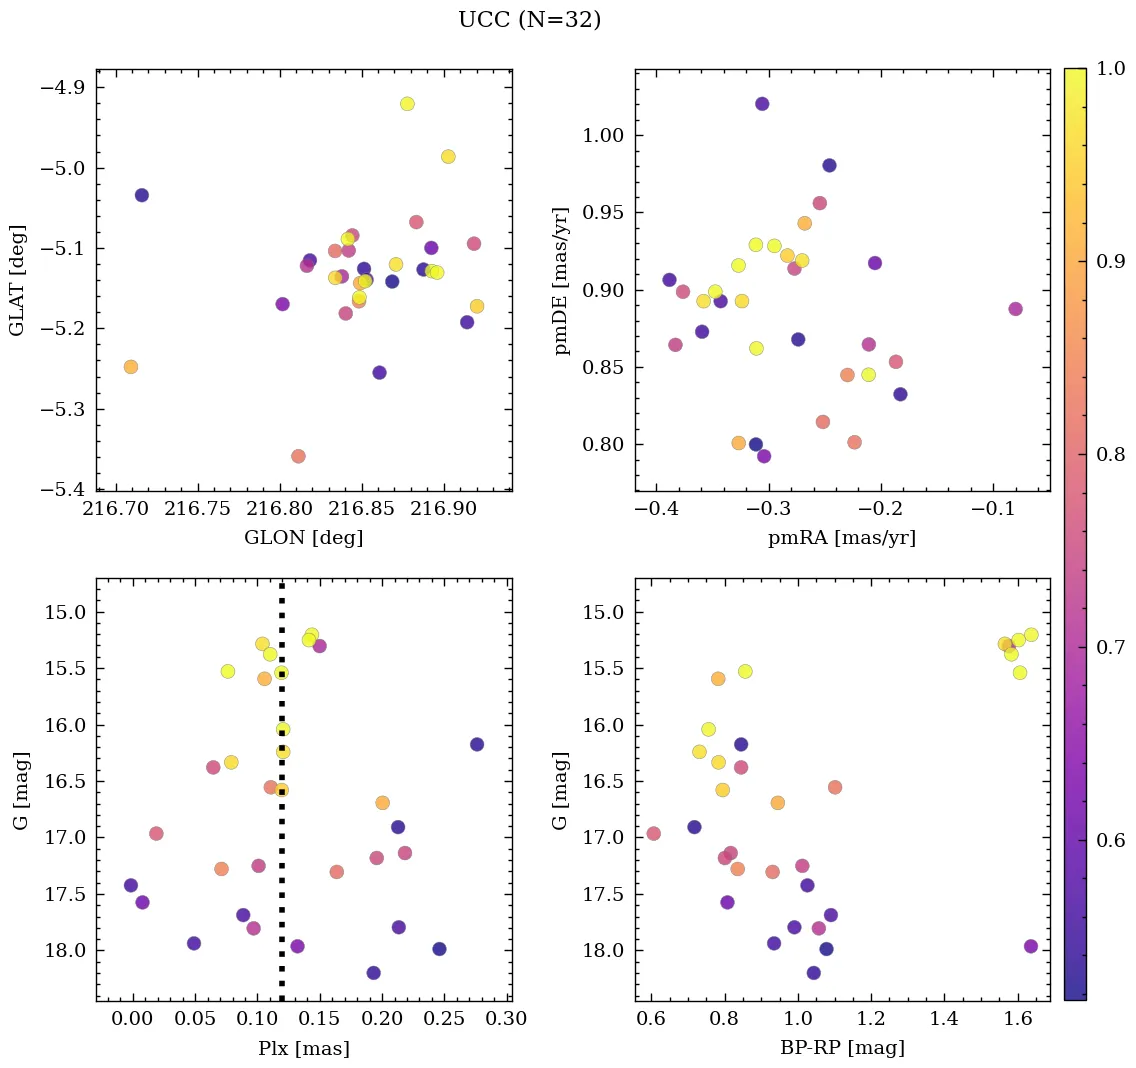 UCC (N=32)
−4.9
−5.0
−5.1
−5.2
−5.3
−5.4
GLAT [deg]
216.70 216.75 216.80 216.85 216.90
GLON [deg]
1.00
0.95
0.90
0.85
0.80
pmDE [mas/yr]
−0.4 −0.3 −0.2 −0.1
pmRA [mas/yr]
1.0
0.9
0.8
0.7
0.6
15.0
15.5
16.0
16.5
17.0
17.5
18.0
G [mag]
0.00 0.05 0.10 0.15 0.20 0.25 0.30
Plx [mas]
15.0
15.5
16.0
16.5
17.0
17.5
18.0
G [mag]
0.6 0.8 1.0 1.2 1.4 1.6
BP-RP [mag]